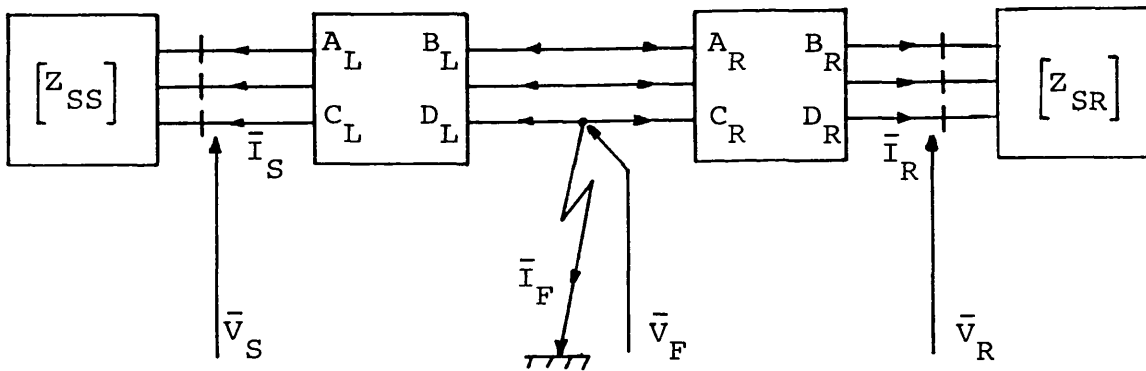 [Z_SS]
A_L B_L
C_L D_L
A_R B_R
C_R D_R
[Z_SR]
Ī_S
Ī_R
Ī_F
V̄_S
V̄_F
V̄_R